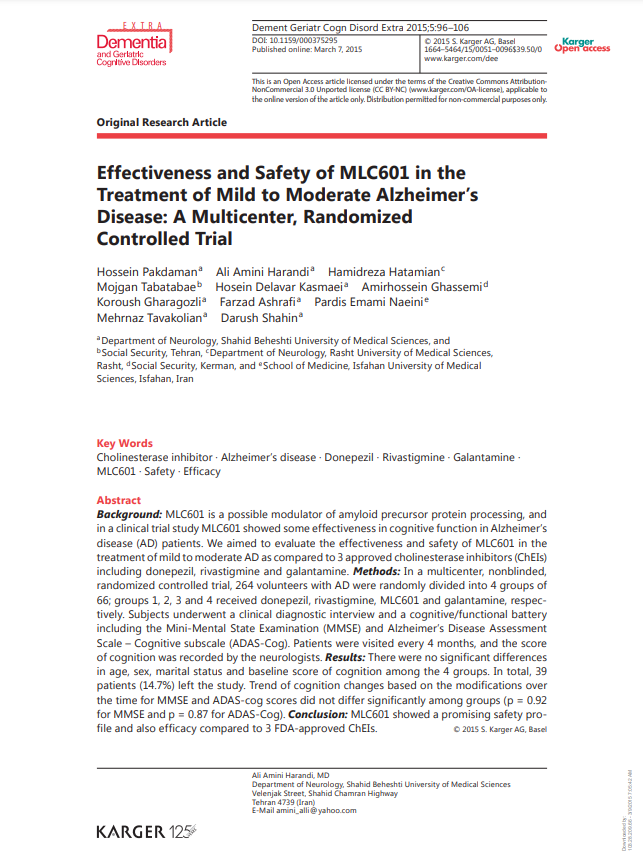 EXTRA
Dementia
and Geriatric
Cognitive Disorders
Dement Geriatr Cogn Disord Extra 2015;5:96–106
DOI: 10.1159/000375295
Published online: March 7, 2015
© 2015 S. Karger AG, Basel
1664–5464/15/0051–0096$39.50/0
www.karger.com/dee
Karger
Open access
This is an Open Access article licensed under the terms of the Creative Commons Attribution-
NonCommercial 3.0 Unported license (CC BY-NC) (www.karger.com/OA-license), applicable to
the online version of the article only. Distribution permitted for non-commercial purposes only.
Original Research Article
Effectiveness and Safety of MLC601 in the
Treatment of Mild to Moderate Alzheimer's
Disease: A Multicenter, Randomized
Controlled Trial
Hossein Pakdaman a Ali Amini Harandi a Hamidreza Hatamian c
Mojgan Tabatabae b Hosein Delavar Kasmaei a Amirhossein Ghassemi d
Koroush Gharagozli a Farzad Ashrafi a Pardis Emami Naeini e
Mehrnaz Tavakolian a Darush Shahin a
a Department of Neurology, Shahid Beheshti University of Medical Sciences, and
b Social Security, Tehran, c Department of Neurology, Rasht University of Medical Sciences,
Rasht, d Social Security, Kerman, and e School of Medicine, Isfahan University of Medical
Sciences, Isfahan, Iran
Key Words
Cholinesterase inhibitor · Alzheimer's disease · Donepezil · Rivastigmine · Galantamine ·
MLC601 · Safety · Efficacy
Abstract
Background: MLC601 is a possible modulator of amyloid precursor protein processing, and
in a clinical trial study MLC601 showed some effectiveness in cognitive function in Alzheimer's
disease (AD) patients. We aimed to evaluate the effectiveness and safety of MLC601 in the
treatment of mild to moderate AD as compared to 3 approved cholinesterase inhibitors (ChEIs)
including donepezil, rivastigmine and galantamine. Methods: In a multicenter, nonblinded,
randomized controlled trial, 264 volunteers with AD were randomly divided into 4 groups of
66; groups 1, 2, 3 and 4 received donepezil, rivastigmine, MLC601 and galantamine, respec-
tively. Subjects underwent a clinical diagnostic interview and a cognitive/functional battery
including the Mini-Mental State Examination (MMSE) and Alzheimer's Disease Assessment
Scale – Cognitive subscale (ADAS-Cog). Patients were visited every 4 months, and the score
of cognition was recorded by the neurologists. Results: There were no significant differences
in age, sex, marital status and baseline score of cognition among the 4 groups. In total, 39
patients (14.7%) left the study. Trend of cognition changes based on the modifications over
the time for MMSE and ADAS-cog scores did not differ significantly among groups (p = 0.92
for MMSE and p = 0.87 for ADAS-Cog). Conclusion: MLC601 showed a promising safety pro-
file and also efficacy compared to 3 FDA-approved ChEIs. © 2015 S. Karger AG, Basel
Ali Amini Harandi, MD
Department of Neurology, Shahid Beheshti University of Medical Sciences
Velenjak Street, Shahid Chamran Highway
Tehran 4739 (Iran)
E-Mail amini_alii@yahoo.com
KARGER 125
Downloaded by: